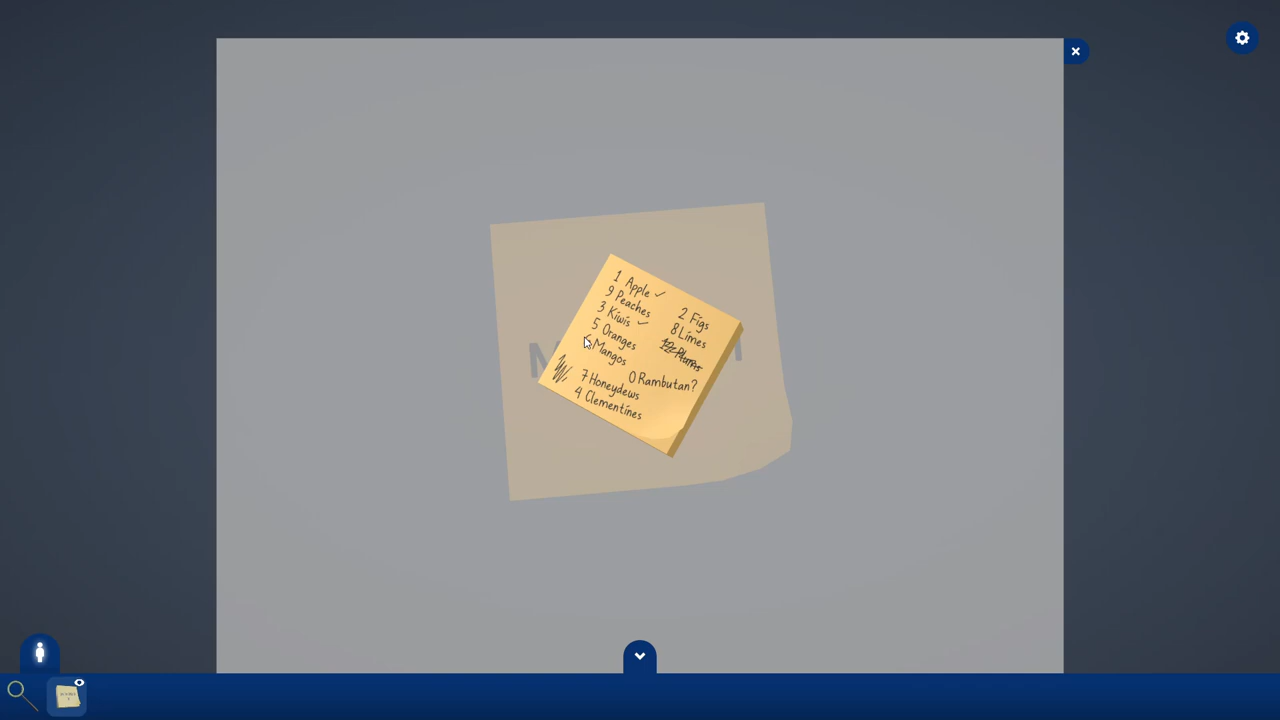 1 Apple ✓
9 Peaches
3 Kiwis ✓
5 Oranges
Mangos
7 Honeydews
4 Clementines
2 Figs
8 Limes
12 Plums
0 Rambutan?